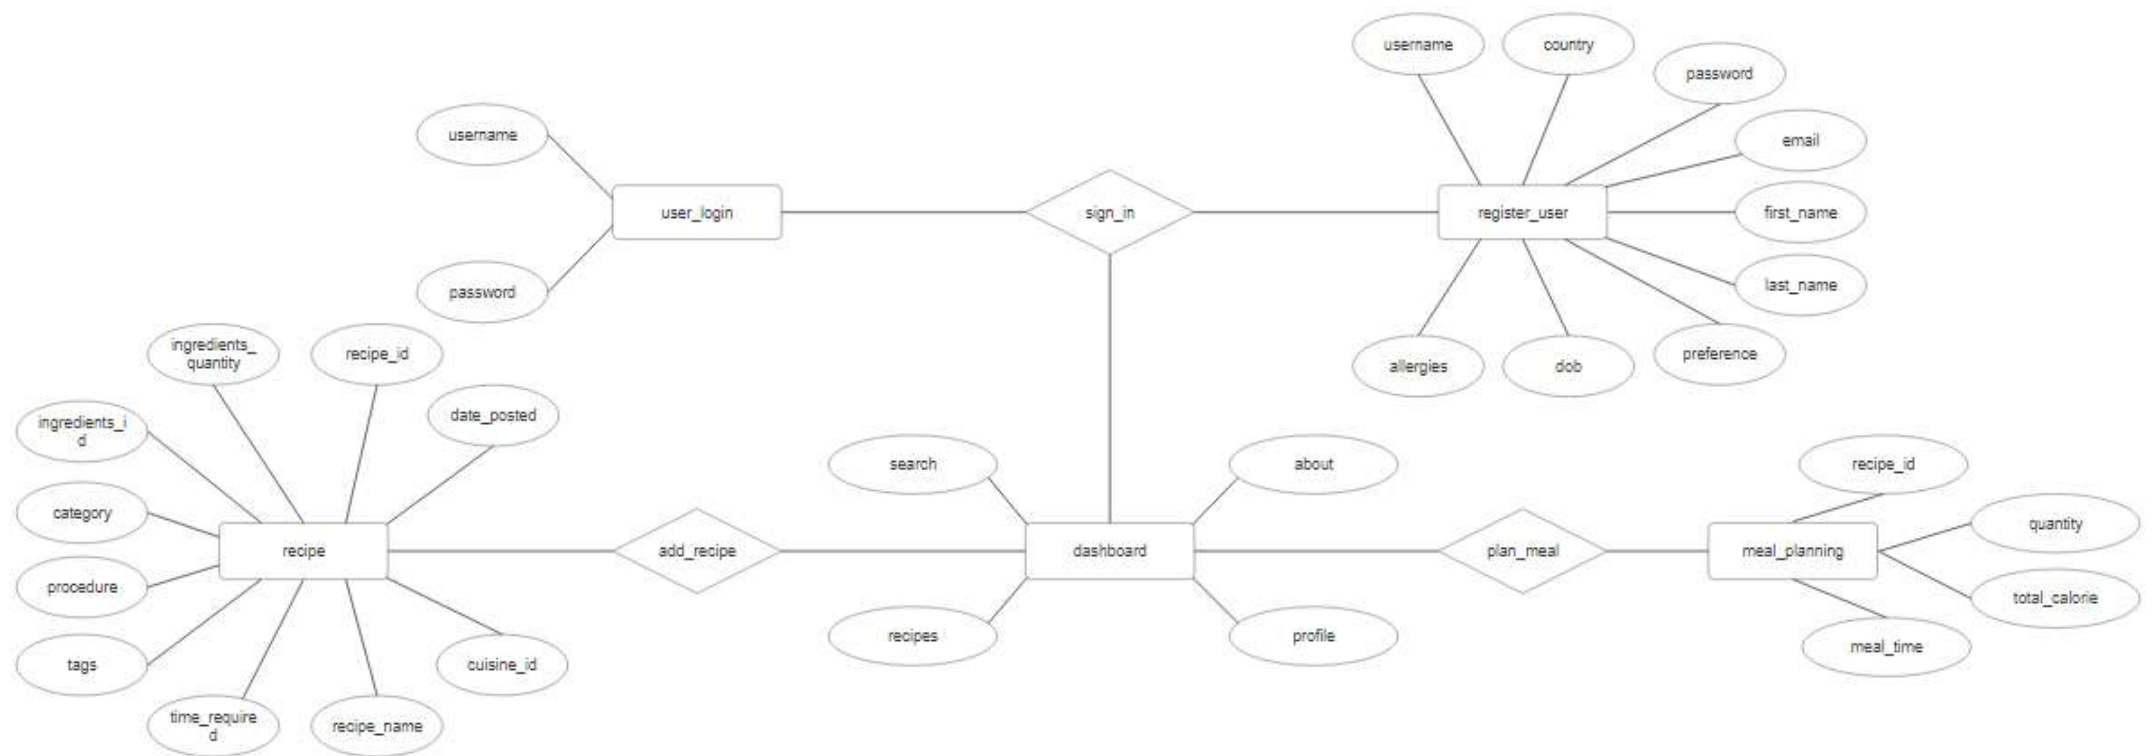 username
country
password
email
first_name
last_name
preference
dob
allergies
register_user
sign_in
user_login
username
password
ingredients_
quantity
recipe_id
date_posted
ingredients_i
d
category
procedure
tags
time_require
d
recipe_name
cuisine_id
recipe
add_recipe
search
about
dashboard
recipes
profile
plan_meal
meal_planning
recipe_id
quantity
total_calorie
meal_time